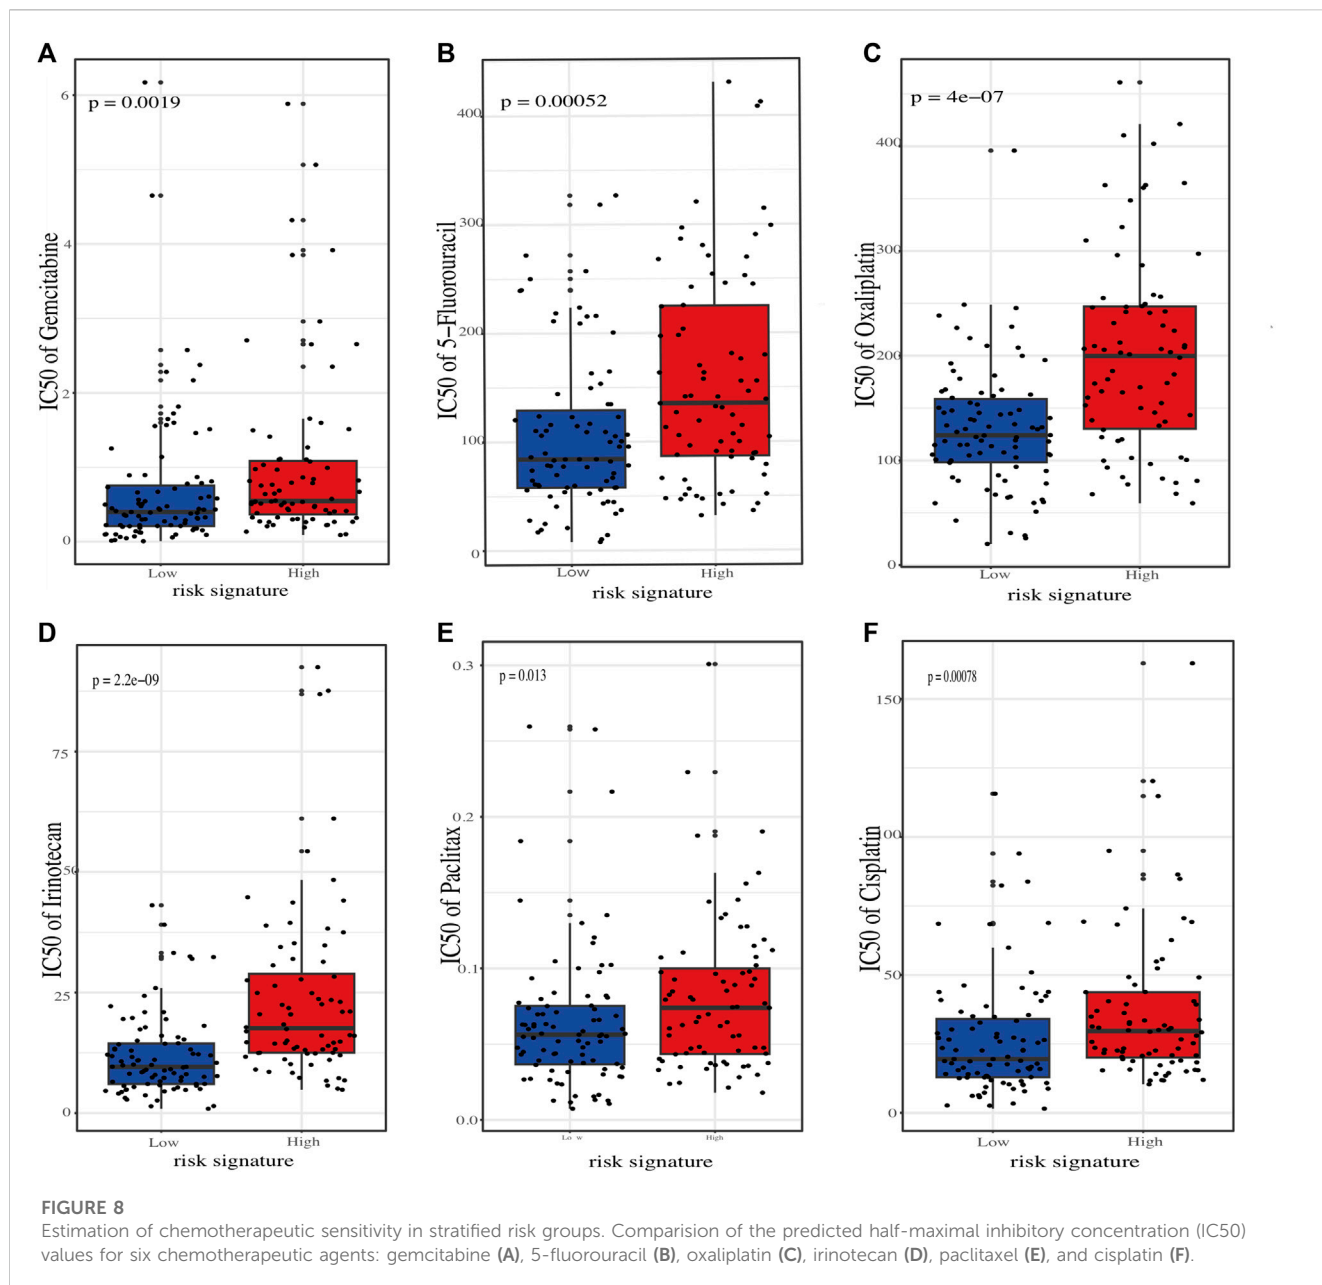 A
p = 0.0019
IC50 of Gemcitabine
6
4
2
0
Low High
risk signature
B
p = 0.00052
IC50 of 5-Fluorouracil
400
300
200
100
0
Low High
risk signature
C
p = 4e-07
IC50 of Oxaliplatin
400
300
200
100
0
Low High
risk signature
D
p = 2.2e-09
IC50 of Irinotecan
75
50
25
0
Low High
risk signature
E
p = 0.013
IC50 of Paclitax
0.3
0.2
0.1
0.0
Lo w High
risk signature
F
p = 0.00078
IC50 of Cisplatin
150
100
50
0
Low High
risk signature
FIGURE 8
Estimation of chemotherapeutic sensitivity in stratified risk groups. Comparision of the predicted half-maximal inhibitory concentration (IC50)
values for six chemotherapeutic agents: gemcitabine (A), 5-fluorouracil (B), oxaliplatin (C), irinotecan (D), paclitaxel (E), and cisplatin (F).